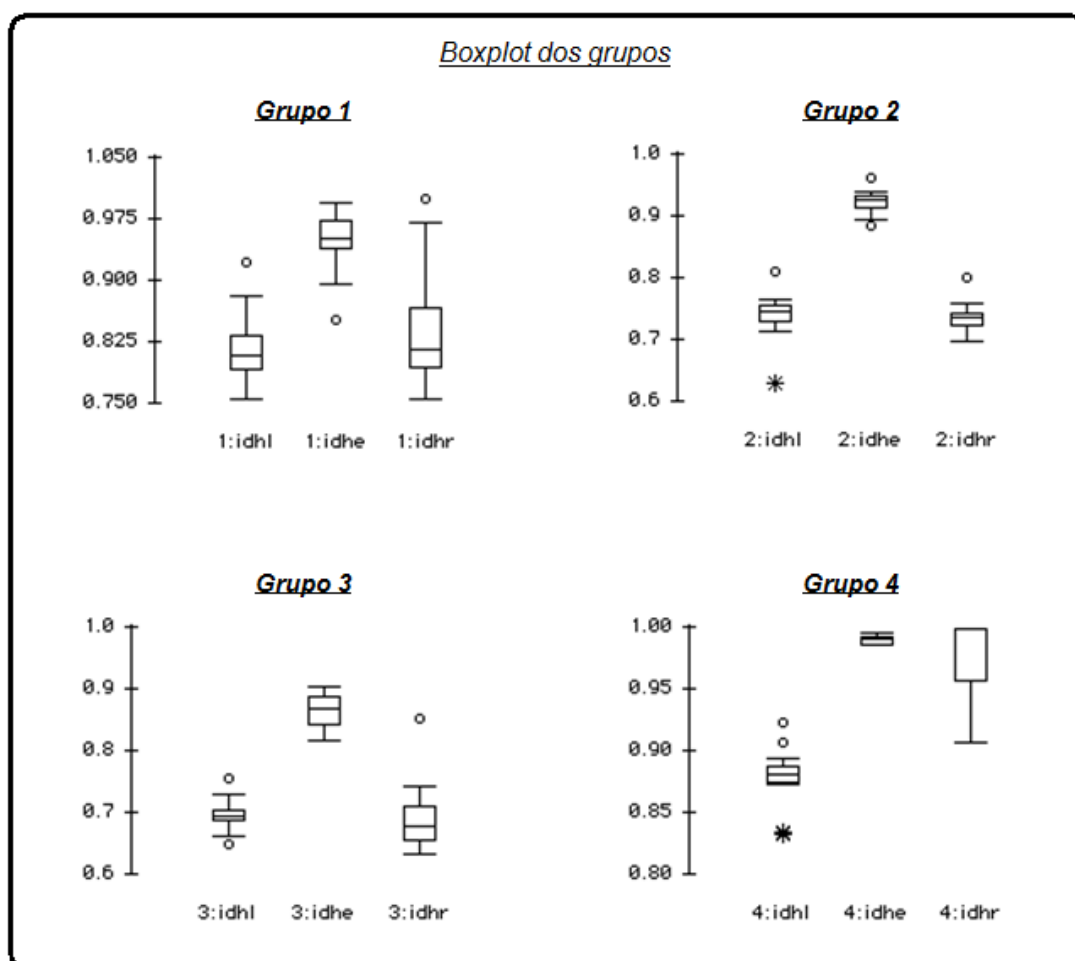 Boxplot dos grupos
Grupo 1
1.050
0.975
0.900
0.825
0.750
1:idhl 1:idhe 1:idhr
Grupo 2
1.0
0.9
0.8
0.7
0.6
2:idhl 2:idhe 2:idhr
Grupo 3
1.0
0.9
0.8
0.7
0.6
3:idhl 3:idhe 3:idhr
Grupo 4
1.00
0.95
0.90
0.85
0.80
4:idhl 4:idhe 4:idhr